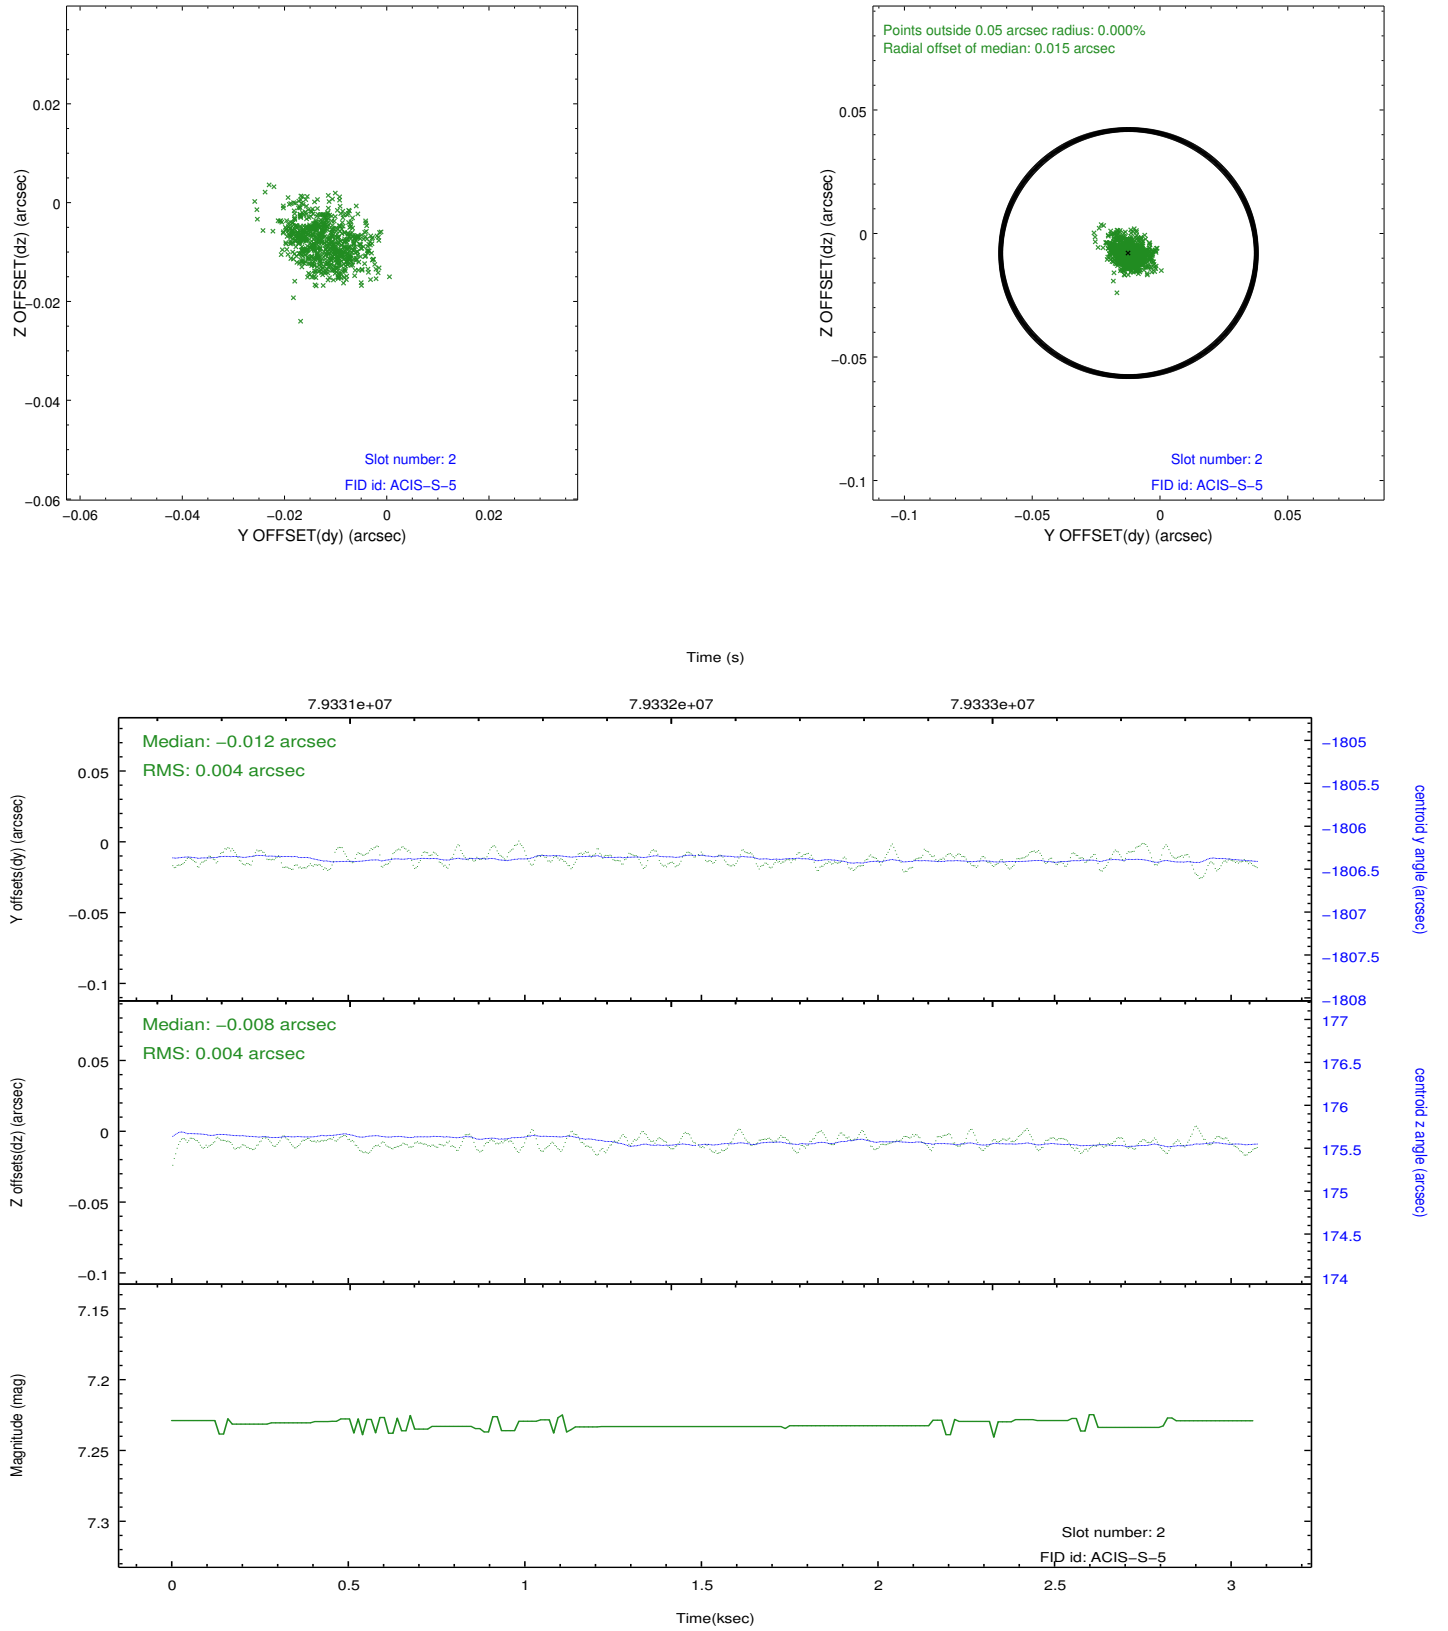 0.02
0
−0.02
−0.04
−0.06
Z OFFSET(dz) (arcsec)
Slot number: 2
FID id: ACIS−S−5
−0.06
−0.04
−0.02
0
0.02
Y OFFSET(dy) (arcsec)
Points outside 0.05 arcsec radius: 0.000%
Radial offset of median: 0.015 arcsec
0.05
0
−0.05
−0.1
Z OFFSET(dz) (arcsec)
Slot number: 2
FID id: ACIS−S−5
−0.1
−0.05
0
0.05
Y OFFSET(dy) (arcsec)
Time (s)
7.9331e+07
7.9332e+07
7.9333e+07
Median: −0.012 arcsec
RMS: 0.004 arcsec
0.05
0
−0.05
−0.1
Y offsets(dy) (arcsec)
−1805
−1805.5
−1806
−1806.5
−1807
−1807.5
−1808
centroid y angle (arcsec)
Median: −0.008 arcsec
RMS: 0.004 arcsec
0.05
0
−0.05
−0.1
Z offsets(dz) (arcsec)
177
176.5
176
175.5
175
174.5
174
centroid z angle (arcsec)
7.15
7.2
7.25
7.3
Magnitude (mag)
Slot number: 2
FID id: ACIS−S−5
0
0.5
1
1.5
2
2.5
3
Time(ksec)